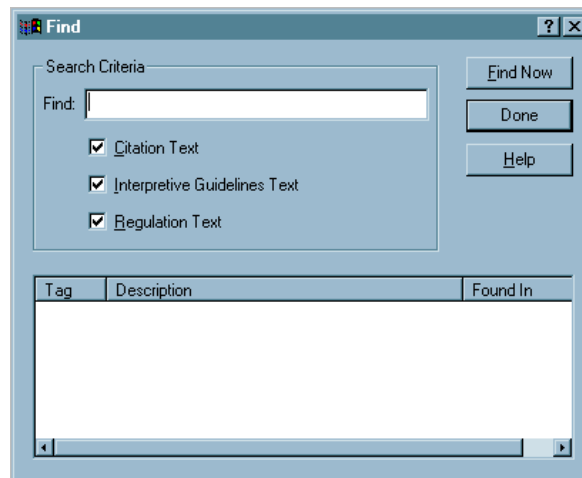 Find
Search Criteria
Find:
Citation Text
Interpretive Guidelines Text
Regulation Text
Find Now
Done
Help
Tag Description Found In